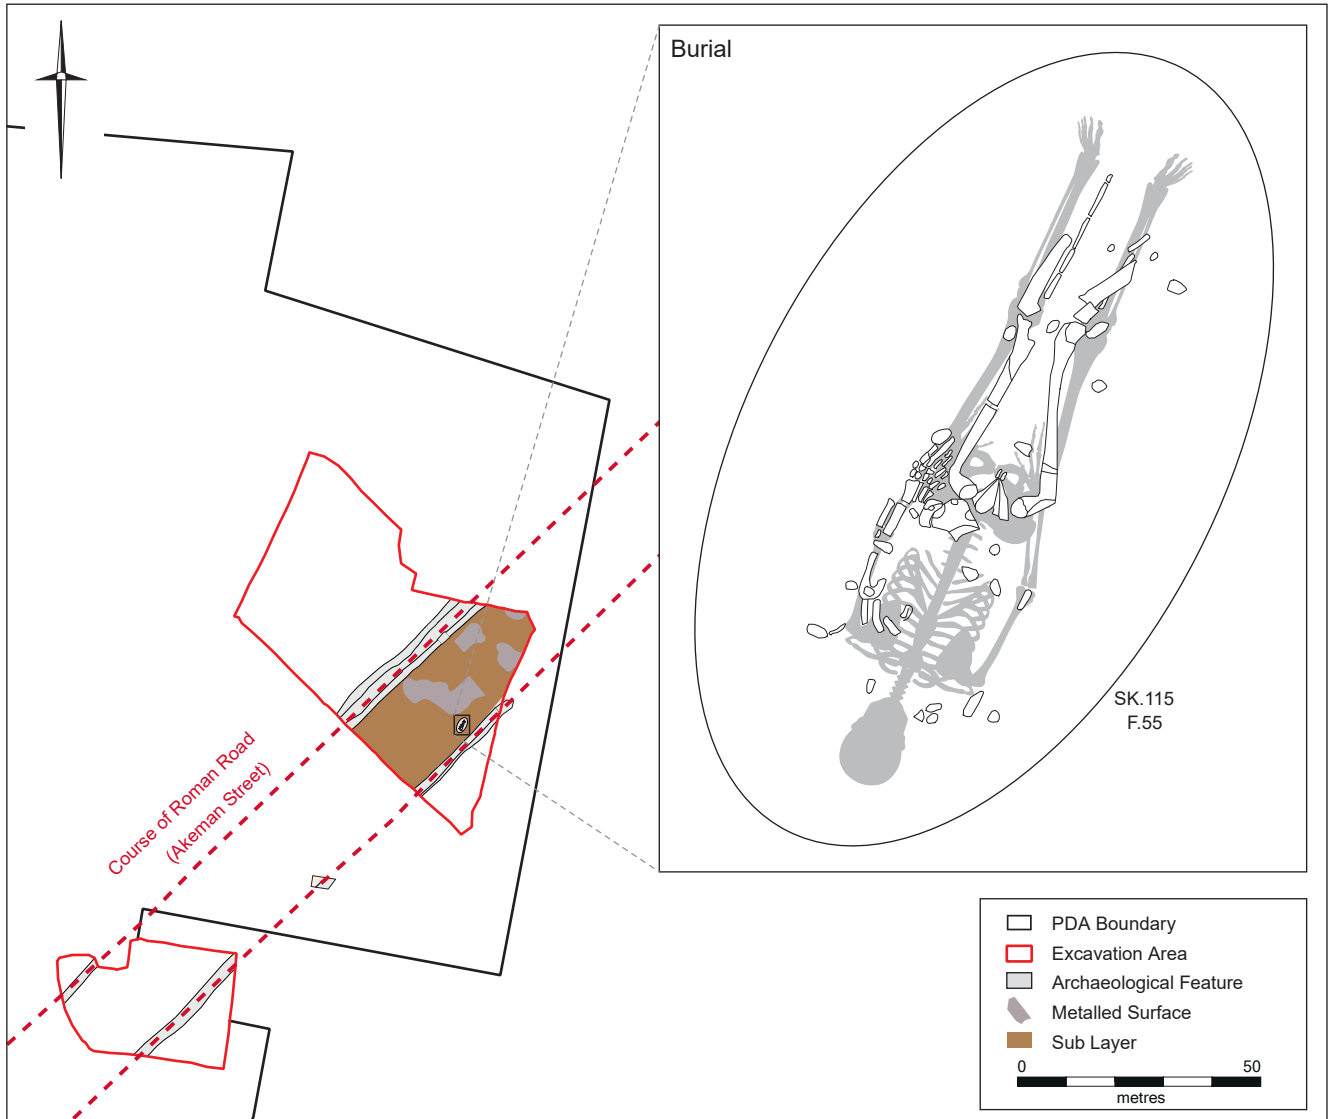 Burial
SK.115
F.55
Course of Roman Road
(Akeman Street)
PDA Boundary
Excavation Area
Archaeological Feature
Metalled Surface
Sub Layer
0 50
metres